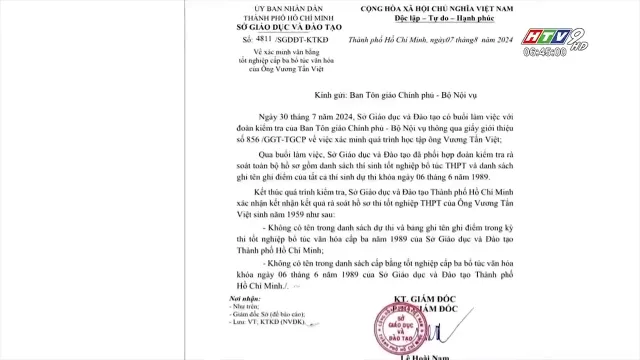 ỦY BAN NHÂN DÂN
THÀNH PHỐ HỒ CHÍ MINH
SỞ GIÁO DỤC VÀ ĐÀO TẠO
Số: 4811 /SGDĐT-KTKĐ
Về xác minh văn bằng
tốt nghiệp cấp ba bổ túc văn hóa
của Ông Vương Tấn Việt
CỘNG HÒA XÃ HỘI CHỦ NGHĨA VIỆT NAM
Độc lập – Tự do – Hạnh phúc
Thành phố Hồ Chí Minh, ngày 07 tháng 8 năm 2024
HTV9 HD
06:45:00
Kính gửi: Ban Tôn giáo Chính phủ - Bộ Nội vụ
Ngày 30 tháng 7 năm 2024, Sở Giáo dục và Đào tạo có buổi làm việc với
đoàn kiểm tra của Ban Tôn giáo Chính phủ - Bộ Nội vụ thông qua giấy giới thiệu
số 856 /GGT-TGCP về việc xác minh quá trình học tập ông Vương Tấn Việt;
Qua buổi làm việc, Sở Giáo dục và Đào tạo đã phối hợp đoàn kiểm tra rà
soát toàn bộ hồ sơ gồm danh sách thí sinh tốt nghiệp bổ túc THPT và danh sách
ghi tên ghi điểm của tất cả thí sinh dự thi khóa ngày 06 tháng 6 năm 1989.
Kết thúc quá trình kiểm tra, Sở Giáo dục và Đào tạo Thành phố Hồ Chí Minh
xác nhận kết nhận kết quả rà soát hồ sơ thi tốt nghiệp THPT của Ông Vương Tấn
Việt sinh năm 1959 như sau:
- Không có tên trong danh sách dự thi và bảng ghi tên ghi điểm trong kỳ
thi tốt nghiệp bổ túc văn hóa cấp ba năm 1989 của Sở Giáo dục và Đào tạo
Thành phố Hồ Chí Minh;
- Không có tên trong danh sách cấp bằng tốt nghiệp cấp ba bổ túc văn hóa
khóa ngày 06 tháng 6 năm 1989 của Sở Giáo dục và Đào tạo Thành phố
Hồ Chí Minh./.
Nơi nhận:
- Như trên;
- Giám đốc Sở (để báo cáo);
- Lưu: VT, KTKĐ (NVĐK).
KT. GIÁM ĐỐC
PHÓ GIÁM ĐỐC
SỞ
GIÁO DỤC
VÀ
ĐÀO TẠO
Lê Hoài Nam